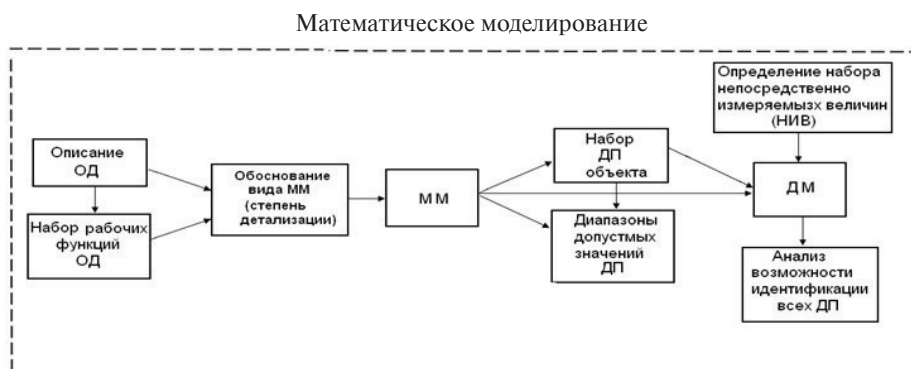 Математическое моделирование
Определение набора
непосредственно
измеряемызх величин
(НИВ)
Описание
ОД
Набор рабочих
функций
ОД
Обоснование
вида ММ
(степень
детализации)
ММ
Набор
ДП
объекта
Диапазоны
допустмых
значений
ДП
ДМ
Анализ
возможности
идентификации
всех ДП